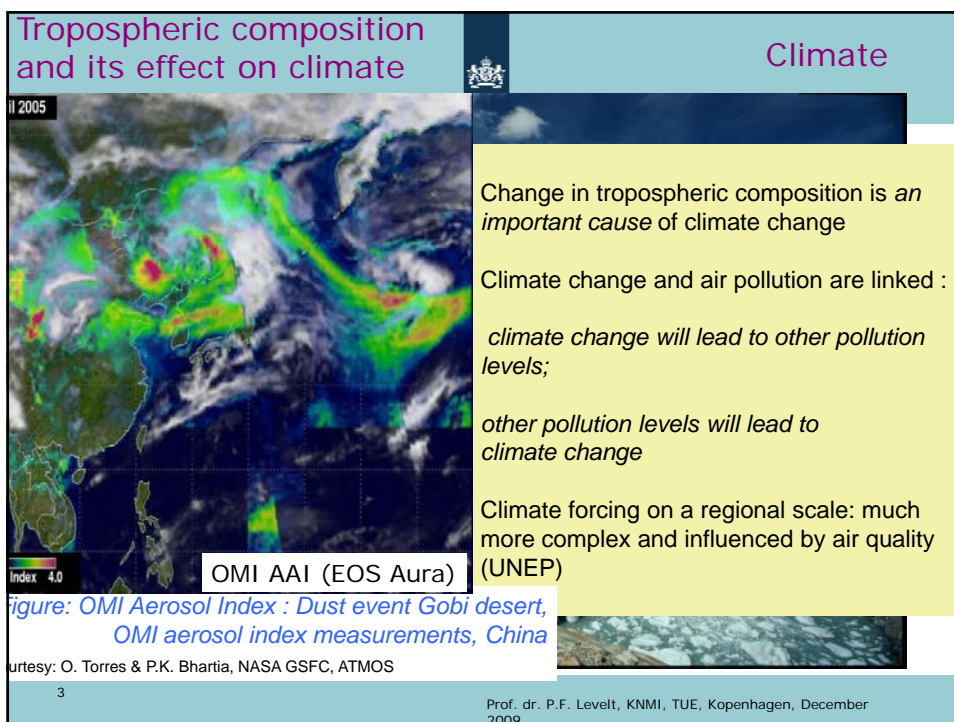 Tropospheric composition
and its effect on climate
Climate
il 2005
Change in tropospheric composition is an
important cause of climate change
Climate change and air pollution are linked :
climate change will lead to other pollution
levels;
other pollution levels will lead to
climate change
Climate forcing on a regional scale: much
more complex and influenced by air quality
(UNEP)
Index 4.0
OMI AAI (EOS Aura)
Figure: OMI Aerosol Index : Dust event Gobi desert,
OMI aerosol index measurements, China
urtesy: O. Torres & P.K. Bhartia, NASA GSFC, ATMOS
3
Prof. dr. P.F. Levelt, KNMI, TUE, Kopenhagen, December
2009